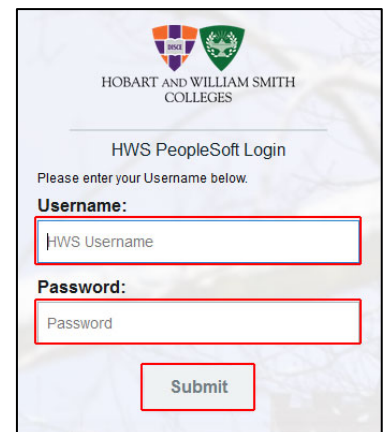 DISCE
HOBART AND WILLIAM SMITH
COLLEGES
HWS PeopleSoft Login
Please enter your Username below.
Username:
HWS Username
Password:
Password
Submit